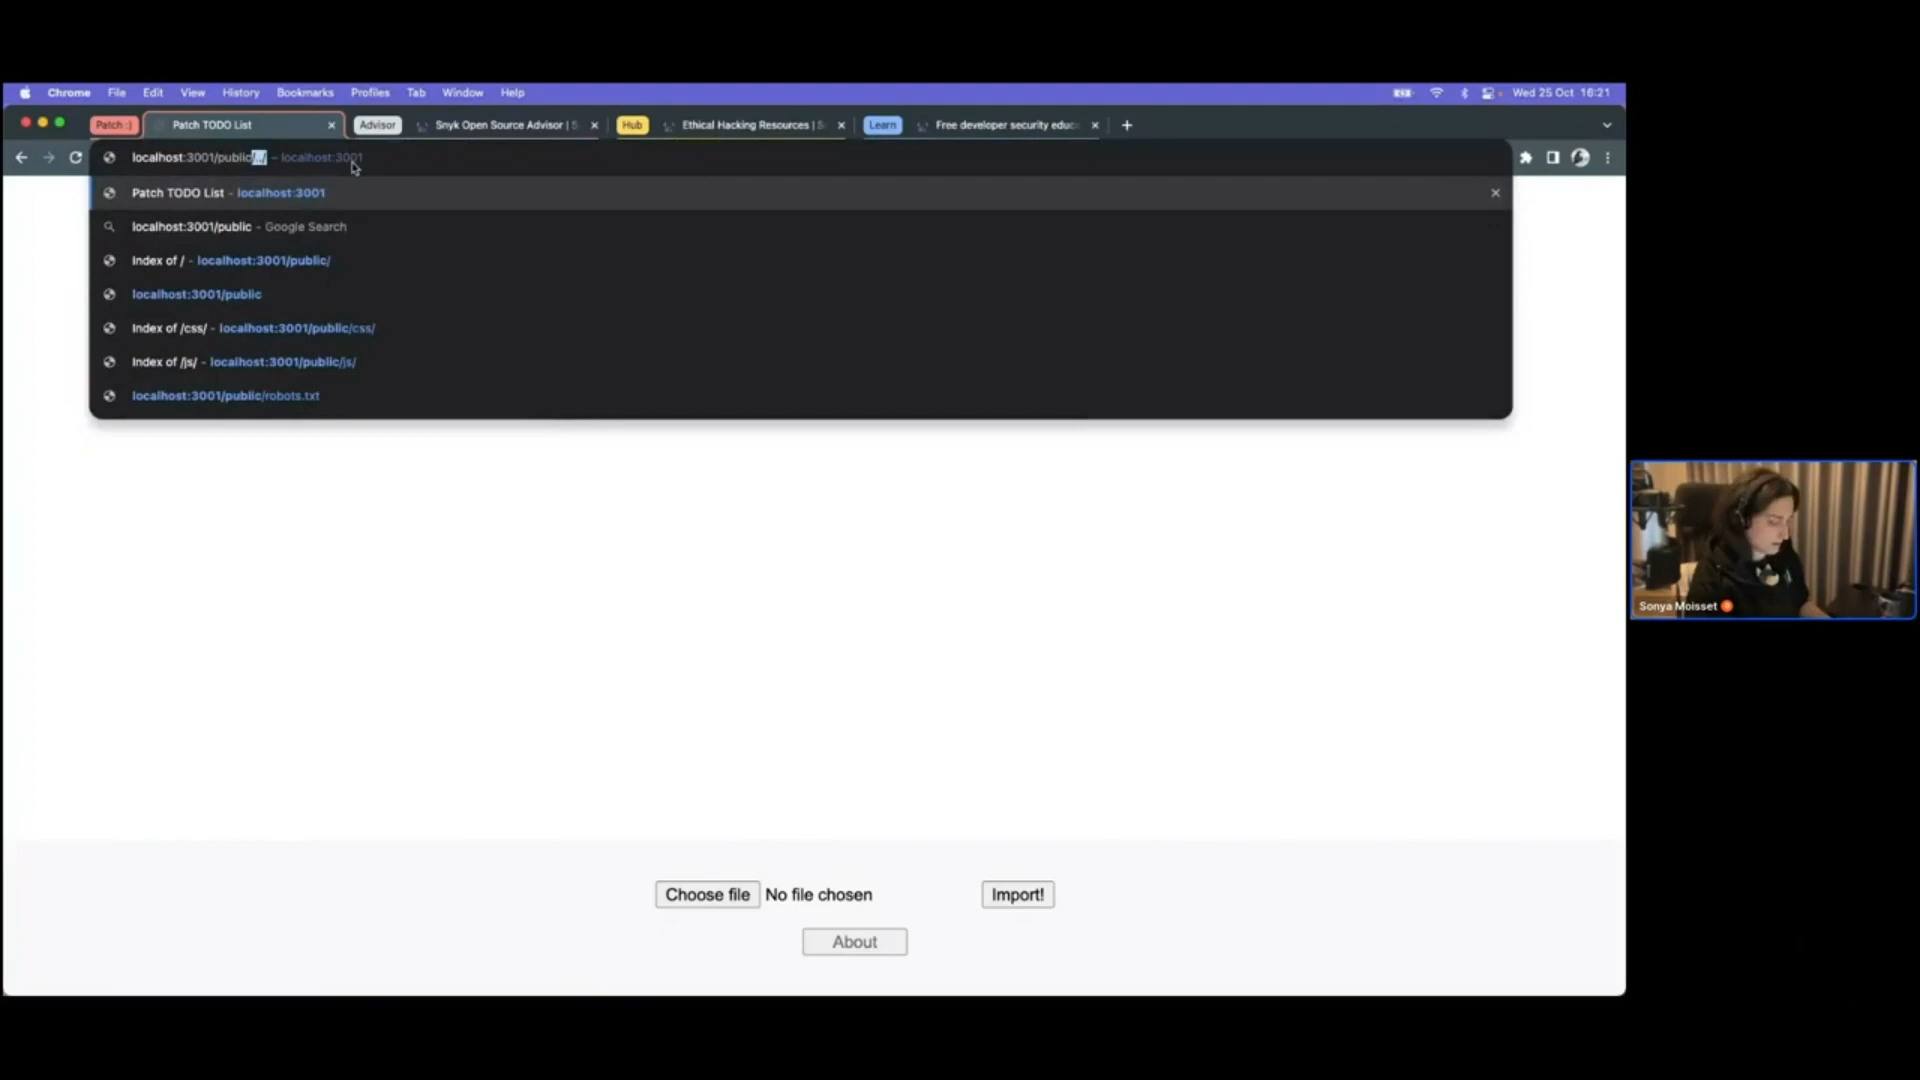 Chrome File Edit View History Bookmarks Profiles Tab Window Help Wed 25 Oct 16:21
Patch :) Patch TODO List Advisor Snyk Open Source Advisor | S Hub Ethical Hacking Resources | S Learn Free developer security educ
localhost:3001/public/../ – localhost:3001
Patch TODO List – localhost:3001
localhost:3001/public – Google Search
Index of / – localhost:3001/public/
localhost:3001/public
Index of /css/ – localhost:3001/public/css/
Index of /js/ – localhost:3001/public/js/
localhost:3001/public/robots.txt
Sonya Moisset
Choose file No file chosen Import!
About